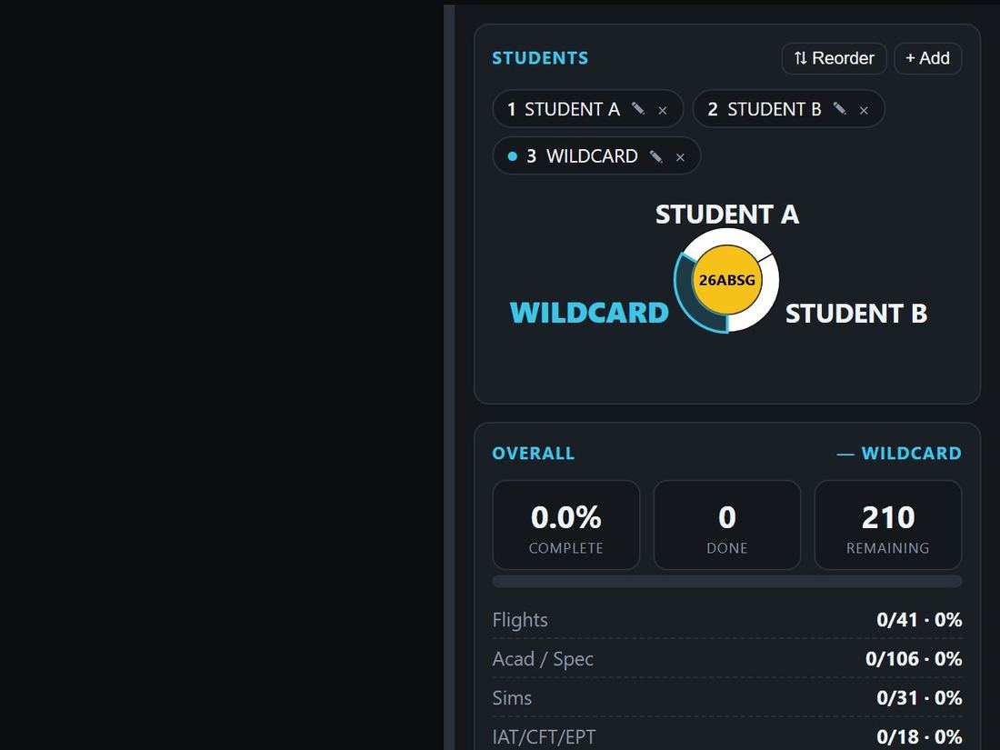 STUDENTS
⇅ Reorder
+ Add
1 STUDENT A ✎ ×
2 STUDENT B ✎ ×
3 WILDCARD ✎ ×
STUDENT A
26ABSG
WILDCARD
STUDENT B
OVERALL
— WILDCARD
0.0%
COMPLETE
0
DONE
210
REMAINING
Flights 0/41 · 0%
Acad / Spec 0/106 · 0%
Sims 0/31 · 0%
IAT/CFT/EPT 0/18 · 0%